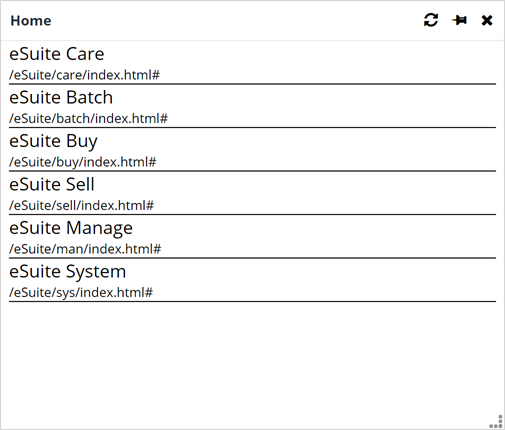 Home
eSuite Care
/eSuite/care/index.html#
eSuite Batch
/eSuite/batch/index.html#
eSuite Buy
/eSuite/buy/index.html#
eSuite Sell
/eSuite/sell/index.html#
eSuite Manage
/eSuite/man/index.html#
eSuite System
/eSuite/sys/index.html#